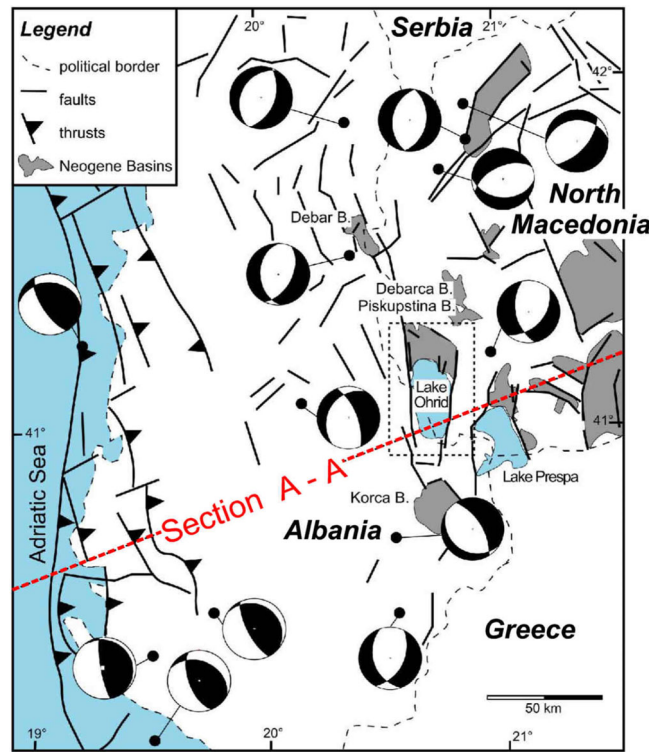 Legend
political border
faults
thrusts
Neogene Basins
20°
21°
42°
Serbia
North
Macedonia
Debar B.
Debarca B.
Piskupstina B.
Lake
Ohrid
41°
41°
Lake Prespa
Adriatic Sea
Section A - A
Korca B.
Albania
Greece
50 km
19°
20°
21°